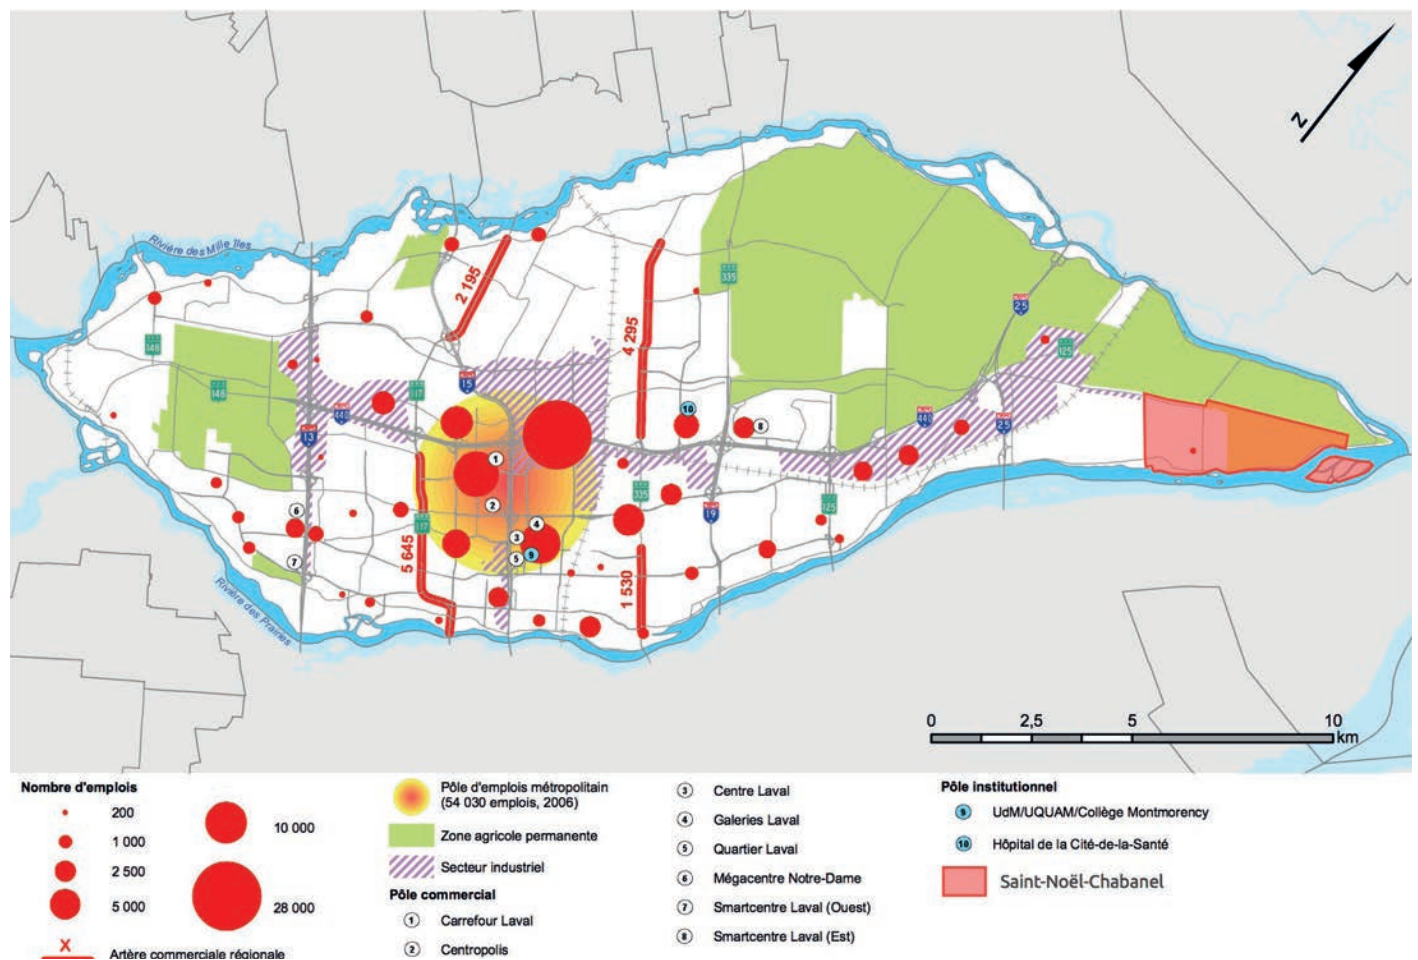 N
Rivière des Mille Iles
2 195
335
25
4 295
148
125
148
117
15
440
13
10
8
440
25
1
2
335
19
125
6
117
4
3
9
5
7
5 645
1 530
Rivière des Prairies
0 2,5 5 10
km
Nombre d'emplois
200
1 000
2 500
5 000
10 000
28 000
X
Artère commerciale régionale
Pôle d'emplois métropolitain
(54 030 emplois, 2006)
Zone agricole permanente
Secteur industriel
Pôle commercial
1 Carrefour Laval
2 Centropolis
3 Centre Laval
4 Galeries Laval
5 Quartier Laval
6 Mégacentre Notre-Dame
7 Smartcentre Laval (Ouest)
8 Smartcentre Laval (Est)
Pôle institutionnel
9 UdM/UQUAM/Collège Montmorency
10 Hôpital de la Cité-de-la-Santé
Saint-Noël-Chabanel